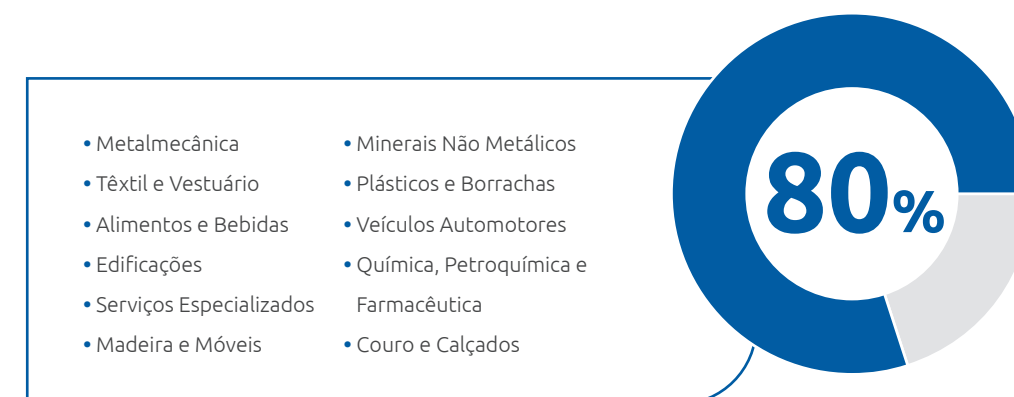 • Metalmecânica
• Têxtil e Vestuário
• Alimentos e Bebidas
• Edificações
• Serviços Especializados
• Madeira e Móveis
• Minerais Não Metálicos
• Plásticos e Borrachas
• Veículos Automotores
• Química, Petroquímica e
Farmacêutica
• Couro e Calçados
80%